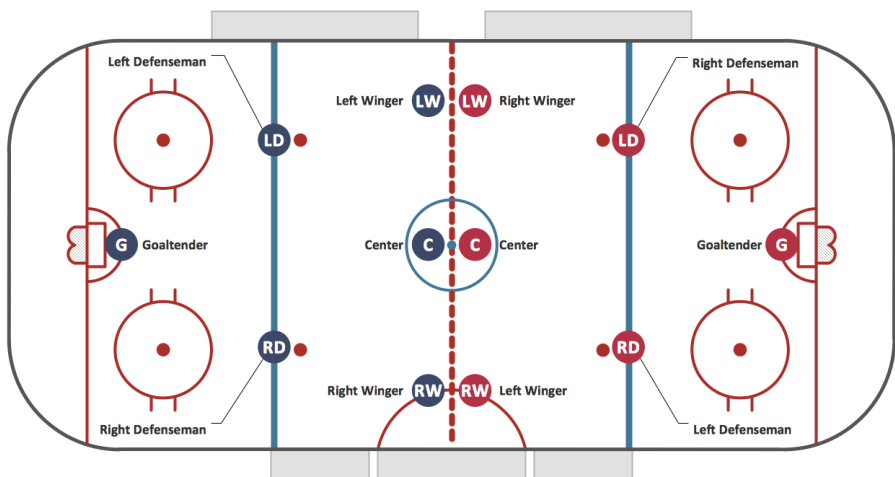 Left Defenseman
Right Defenseman
Left Winger LW LW Right Winger
LD LD
G Goaltender Center C C Center Goaltender G
RD RD
Right Winger RW RW Left Winger
Right Defenseman
Left Defenseman